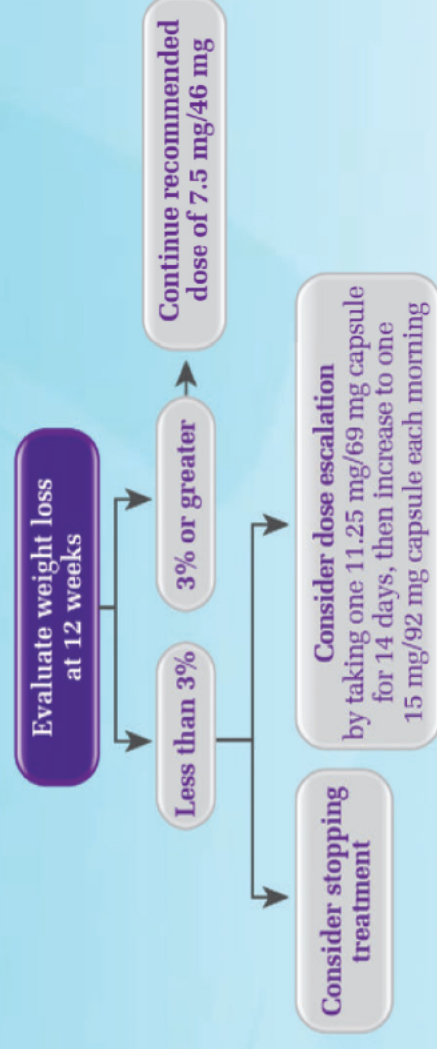 Evaluate weight loss
at 12 weeks
Less than 3%
3% or greater
Continue recommended
dose of 7.5 mg/46 mg
Consider stopping
treatment
Consider dose escalation
by taking one 11.25 mg/69 mg capsule
for 14 days, then increase to one
15 mg/92 mg capsule each morning